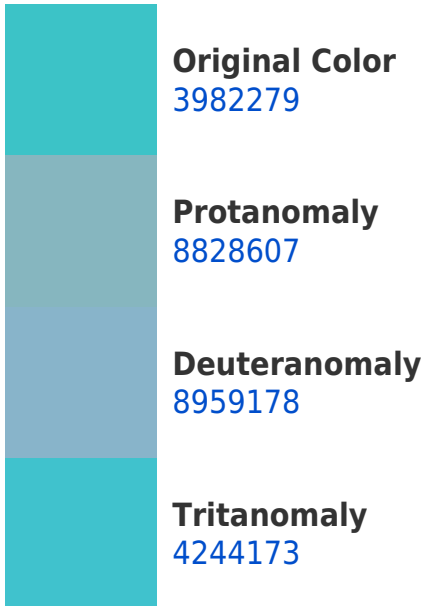 Original Color
3982279
Protanomaly
8828607
Deuteranomaly
8959178
Tritanomaly
4244173